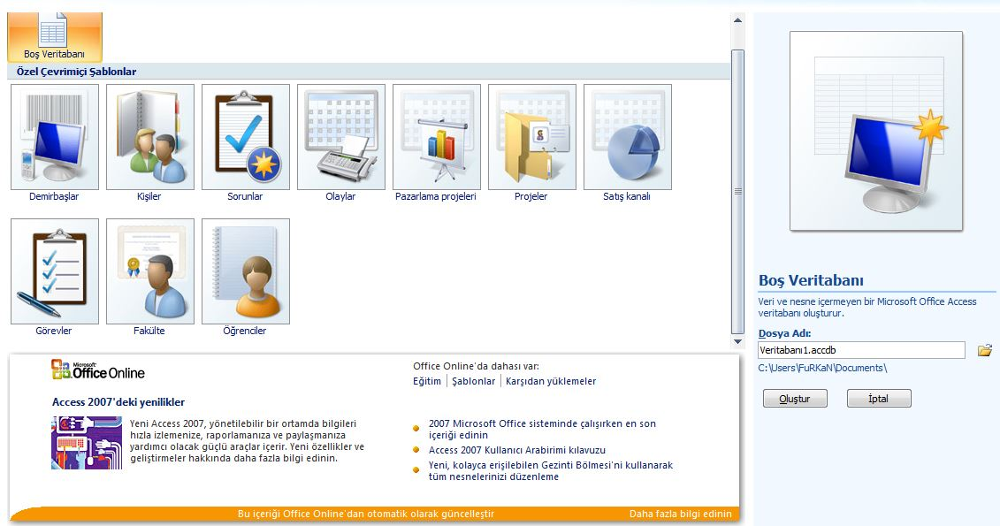 Boş Veritabanı
Özel Çevrimiçi Şablonlar
Demirbaşlar
Kişiler
Sorunlar
Olaylar
Pazarlama projeleri
Projeler
Satış kanalı
Görevler
Fakülte
Öğrenciler
Microsoft®
Office Online
Access 2007'deki yenilikler
Yeni Access 2007, yönetilebilir bir ortamda bilgileri
hızla izlemenize, raporlamanıza ve paylaşmanıza
yardımcı olacak güçlü araçlar içerir. Yeni özellikler ve
geliştirmeler hakkında daha fazla bilgi edinin.
Office Online'da dahası var:
Eğitim | Şablonlar | Karşıdan yüklemeler
2007 Microsoft Office sisteminde çalışırken en son
içeriği edinin
Access 2007 Kullanıcı Arabirimi kılavuzu
Yeni, kolayca erişilebilen Gezinti Bölmesi'ni kullanarak
tüm nesnelerinizi düzenleme
Bu içeriği Office Online'dan otomatik olarak güncelleştir
Daha fazla bilgi edinin
Boş Veritabanı
Veri ve nesne içermeyen bir Microsoft Office Access
veritabanı oluşturur.
Dosya Adı:
Veritabanı1.accdb
C:\Users\FuRKaN\Documents\
Oluştur
İptal